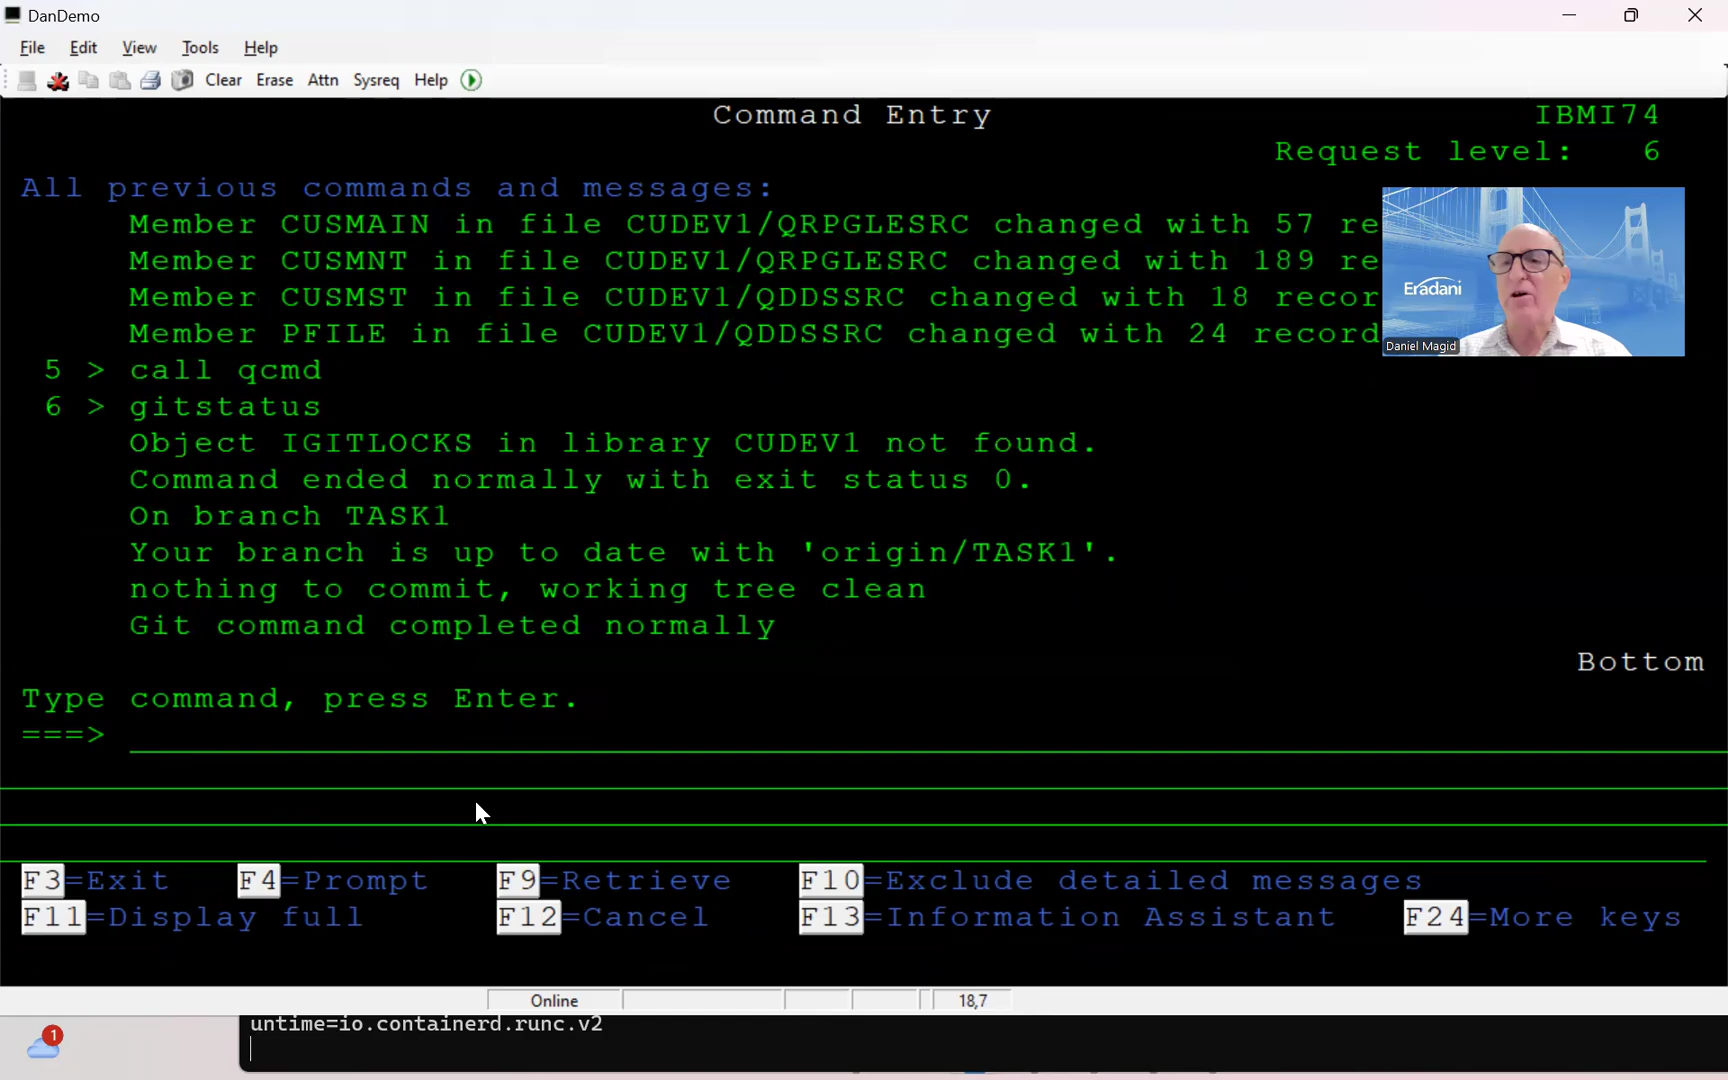 DanDemo
File Edit View Tools Help
Clear Erase Attn Sysreq Help
Command Entry IBMI74
Request level: 6
All previous commands and messages:
Member CUSMAIN in file CUDEV1/QRPGLESRC changed with 57 re
Member CUSMNT in file CUDEV1/QRPGLESRC changed with 189 re
Member CUSMST in file CUDEV1/QDDSSRC changed with 18 recor
Member PFILE in file CUDEV1/QDDSSRC changed with 24 record
Eradani
Daniel Magid
5 > call qcmd
6 > gitstatus
Object IGITLOCKS in library CUDEV1 not found.
Command ended normally with exit status 0.
On branch TASK1
Your branch is up to date with 'origin/TASK1'.
nothing to commit, working tree clean
Git command completed normally
Bottom
Type command, press Enter.
===>
F3=Exit F4=Prompt F9=Retrieve F10=Exclude detailed messages
F11=Display full F12=Cancel F13=Information Assistant F24=More keys
Online 18,7
untime=io.containerd.runc.v2
1